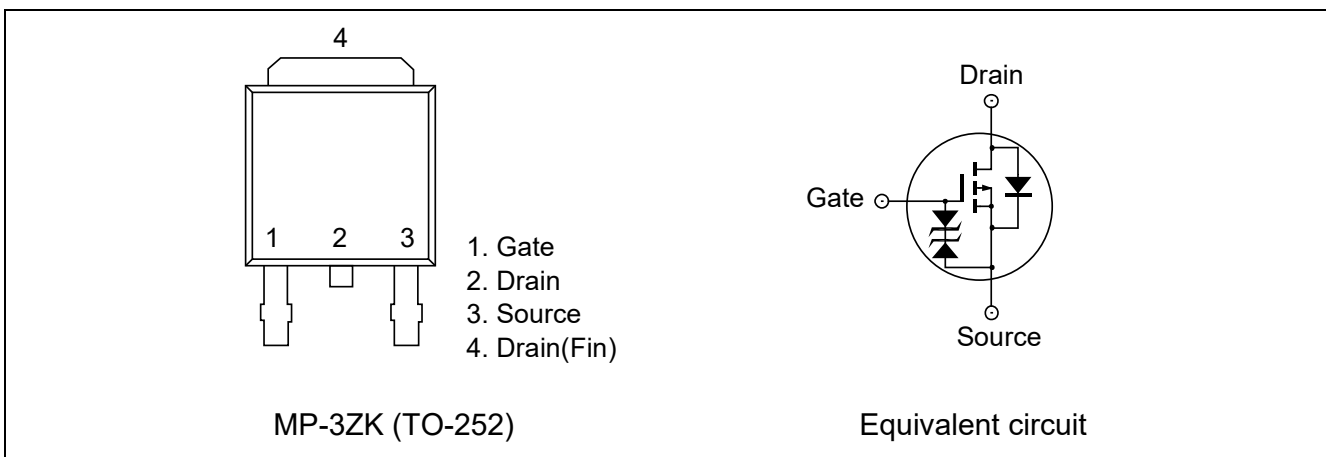 4
1 2 3
1. Gate
2. Drain
3. Source
4. Drain(Fin)
MP-3ZK (TO-252)
Drain
Gate
Source
Equivalent circuit